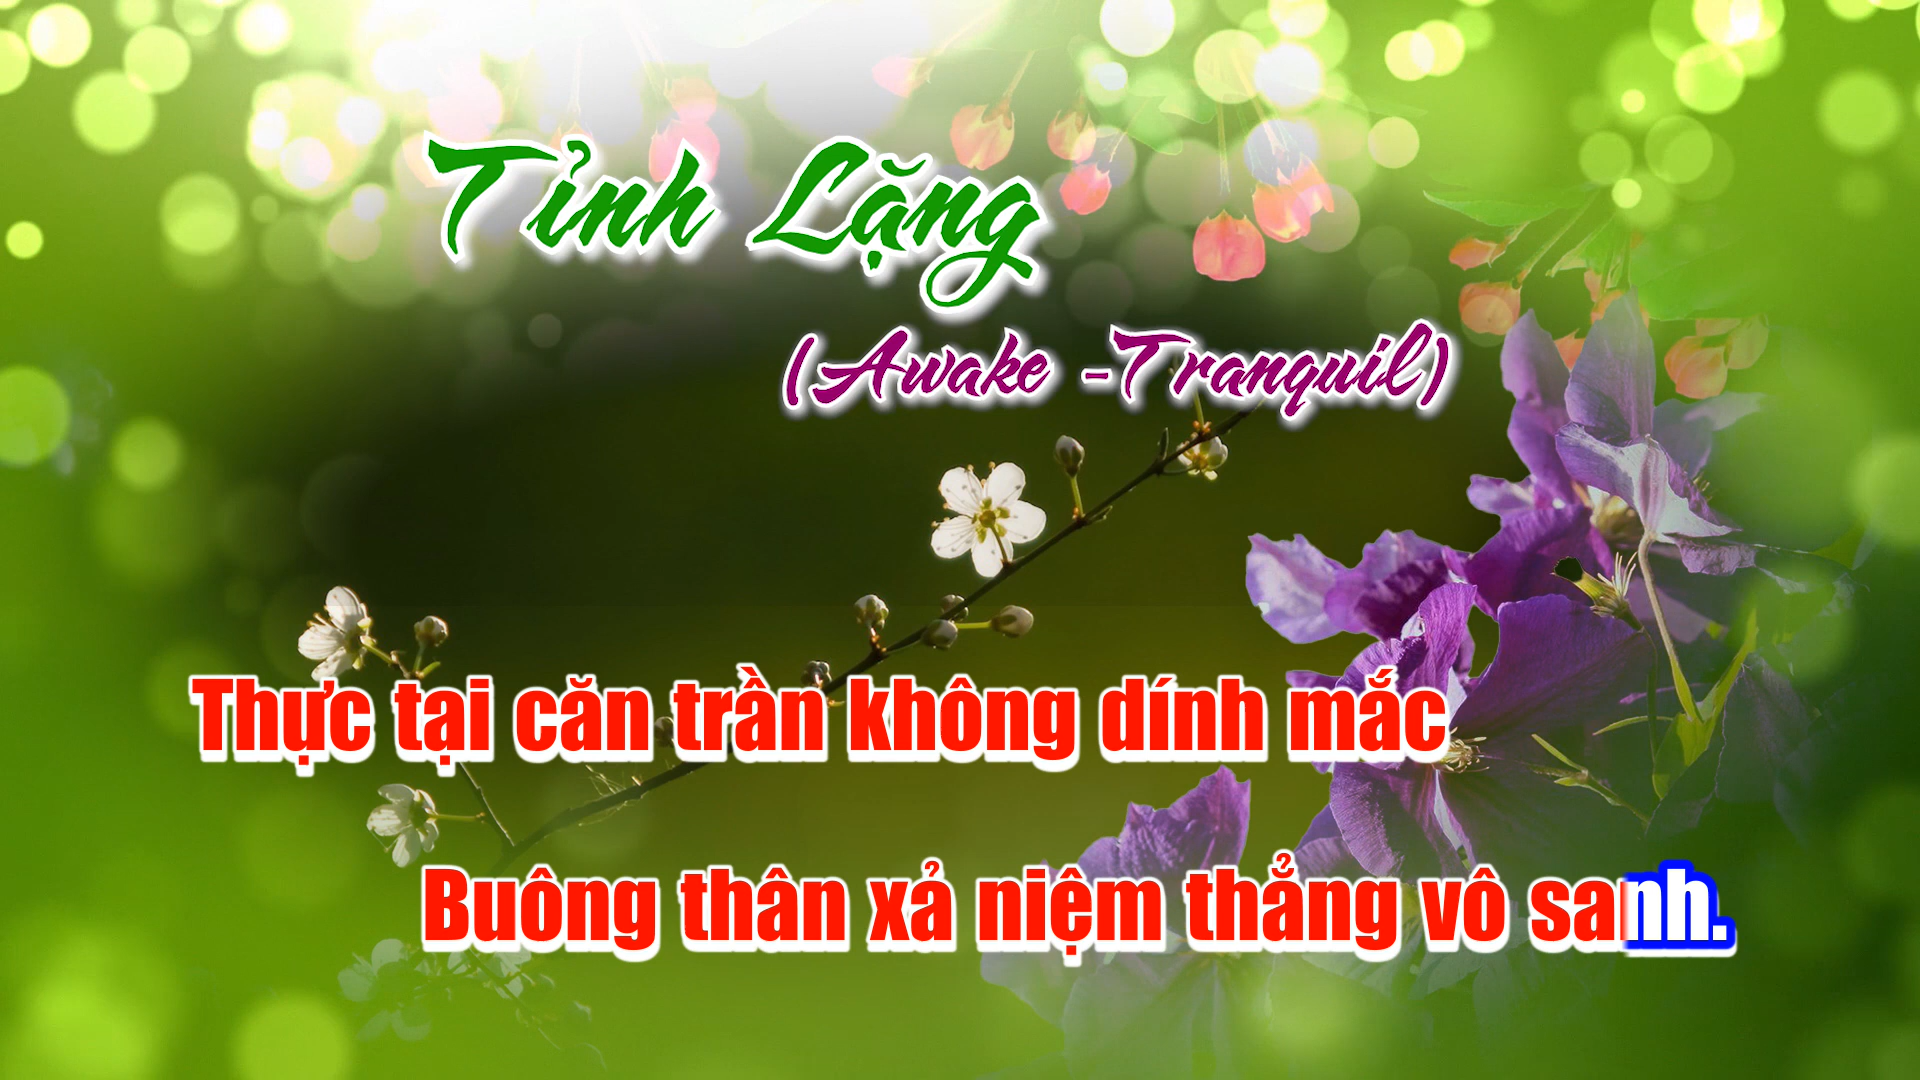 Tỉnh Lặng
(Awake -Tranquil)
Thực tại căn trần không dính mắc
Buông thân xả niệm thẳng vô sanh.